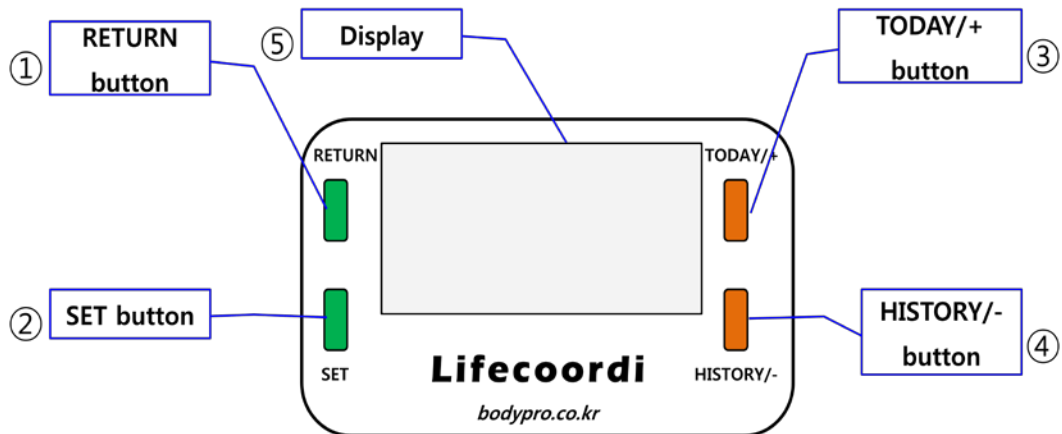 RETURN
button
①
⑤
Display
TODAY/+
button
③
RETURN
TODAY/+
②
SET button
HISTORY/-
button
④
SET
Lifecoordi
HISTORY/-
bodypro.co.kr